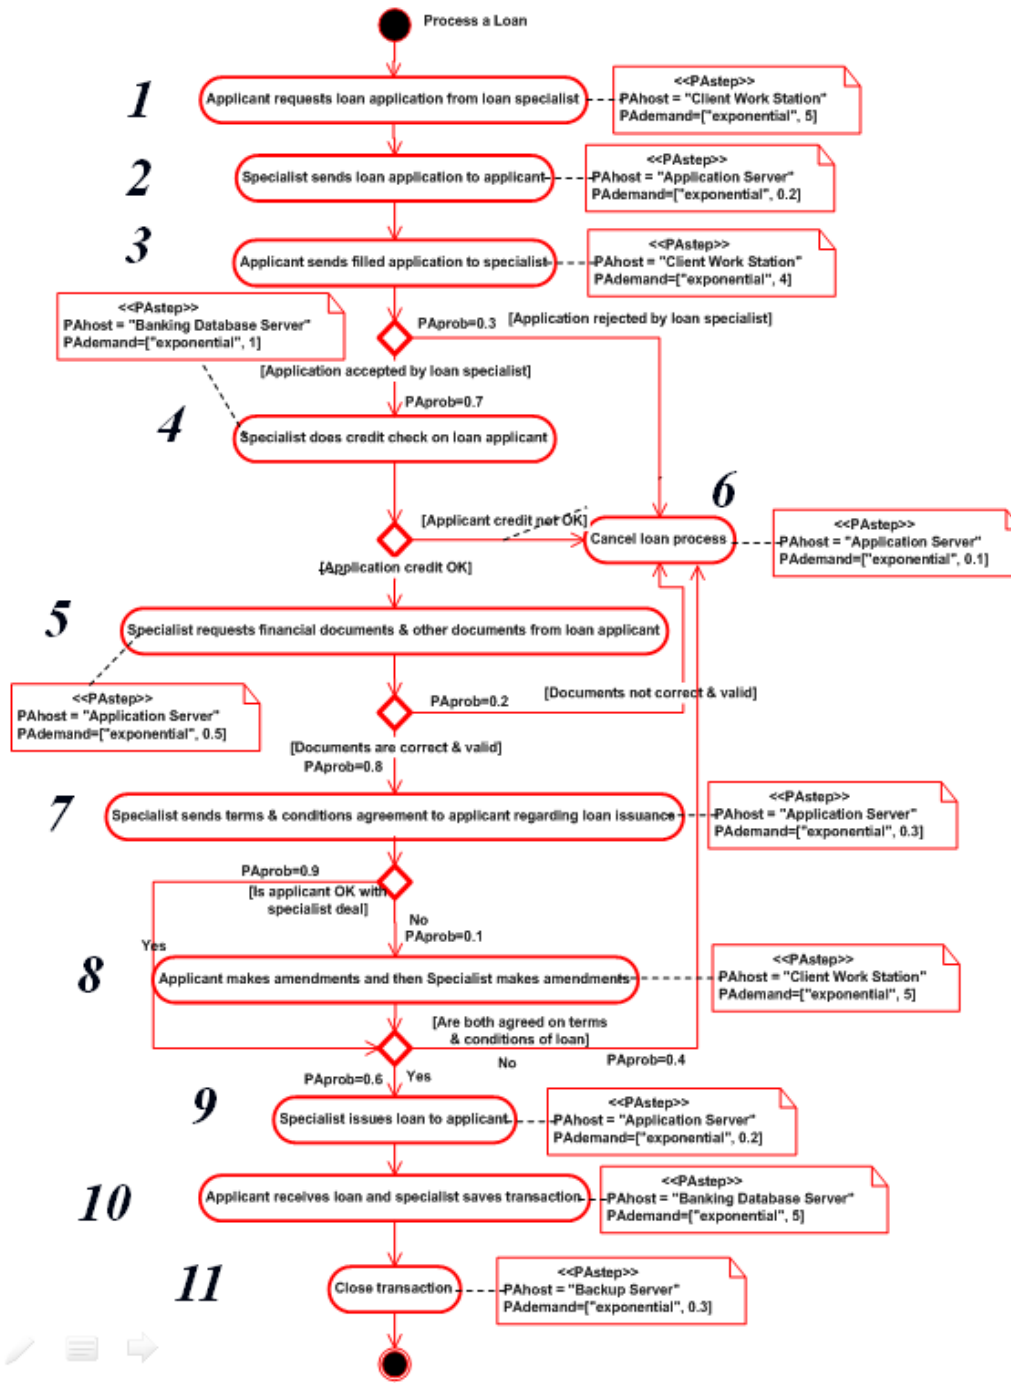 Process a Loan
1
Applicant requests loan application from loan specialist
<<PAstep>>
PAhost = "Client Work Station"
PAdemand=["exponential", 5]
2
Specialist sends loan application to applicant
<<PAstep>>
PAhost = "Application Server"
PAdemand=["exponential", 0.2]
3
Applicant sends filled application to specialist
<<PAstep>>
PAhost = "Client Work Station"
PAdemand=["exponential", 4]
<<PAstep>>
PAhost = "Banking Database Server"
PAdemand=["exponential", 1]
PAprob=0.3
[Application rejected by loan specialist]
[Application accepted by loan specialist]
PAprob=0.7
4
Specialist does credit check on loan applicant
6
[Applicant credit not OK]
Cancel loan process
<<PAstep>>
PAhost = "Application Server"
PAdemand=["exponential", 0.1]
[Application credit OK]
5
Specialist requests financial documents & other documents from loan applicant
<<PAstep>>
PAhost = "Application Server"
PAdemand=["exponential", 0.5]
PAprob=0.2
[Documents not correct & valid]
[Documents are correct & valid]
PAprob=0.8
7
Specialist sends terms & conditions agreement to applicant regarding loan issuance
<<PAstep>>
PAhost = "Application Server"
PAdemand=["exponential", 0.3]
PAprob=0.9
[Is applicant OK with
specialist deal]
No
PAprob=0.1
Yes
8
Applicant makes amendments and then Specialist makes amendments
<<PAstep>>
PAhost = "Client Work Station"
PAdemand=["exponential", 5]
[Are both agreed on terms
& conditions of loan]
No
PAprob=0.4
PAprob=0.6
Yes
9
Specialist issues loan to applicant
<<PAstep>>
PAhost = "Application Server"
PAdemand=["exponential", 0.2]
10
Applicant receives loan and specialist saves transaction
<<PAstep>>
PAhost = "Banking Database Server"
PAdemand=["exponential", 5]
11
Close transaction
<<PAstep>>
PAhost = "Backup Server"
PAdemand=["exponential", 0.3]